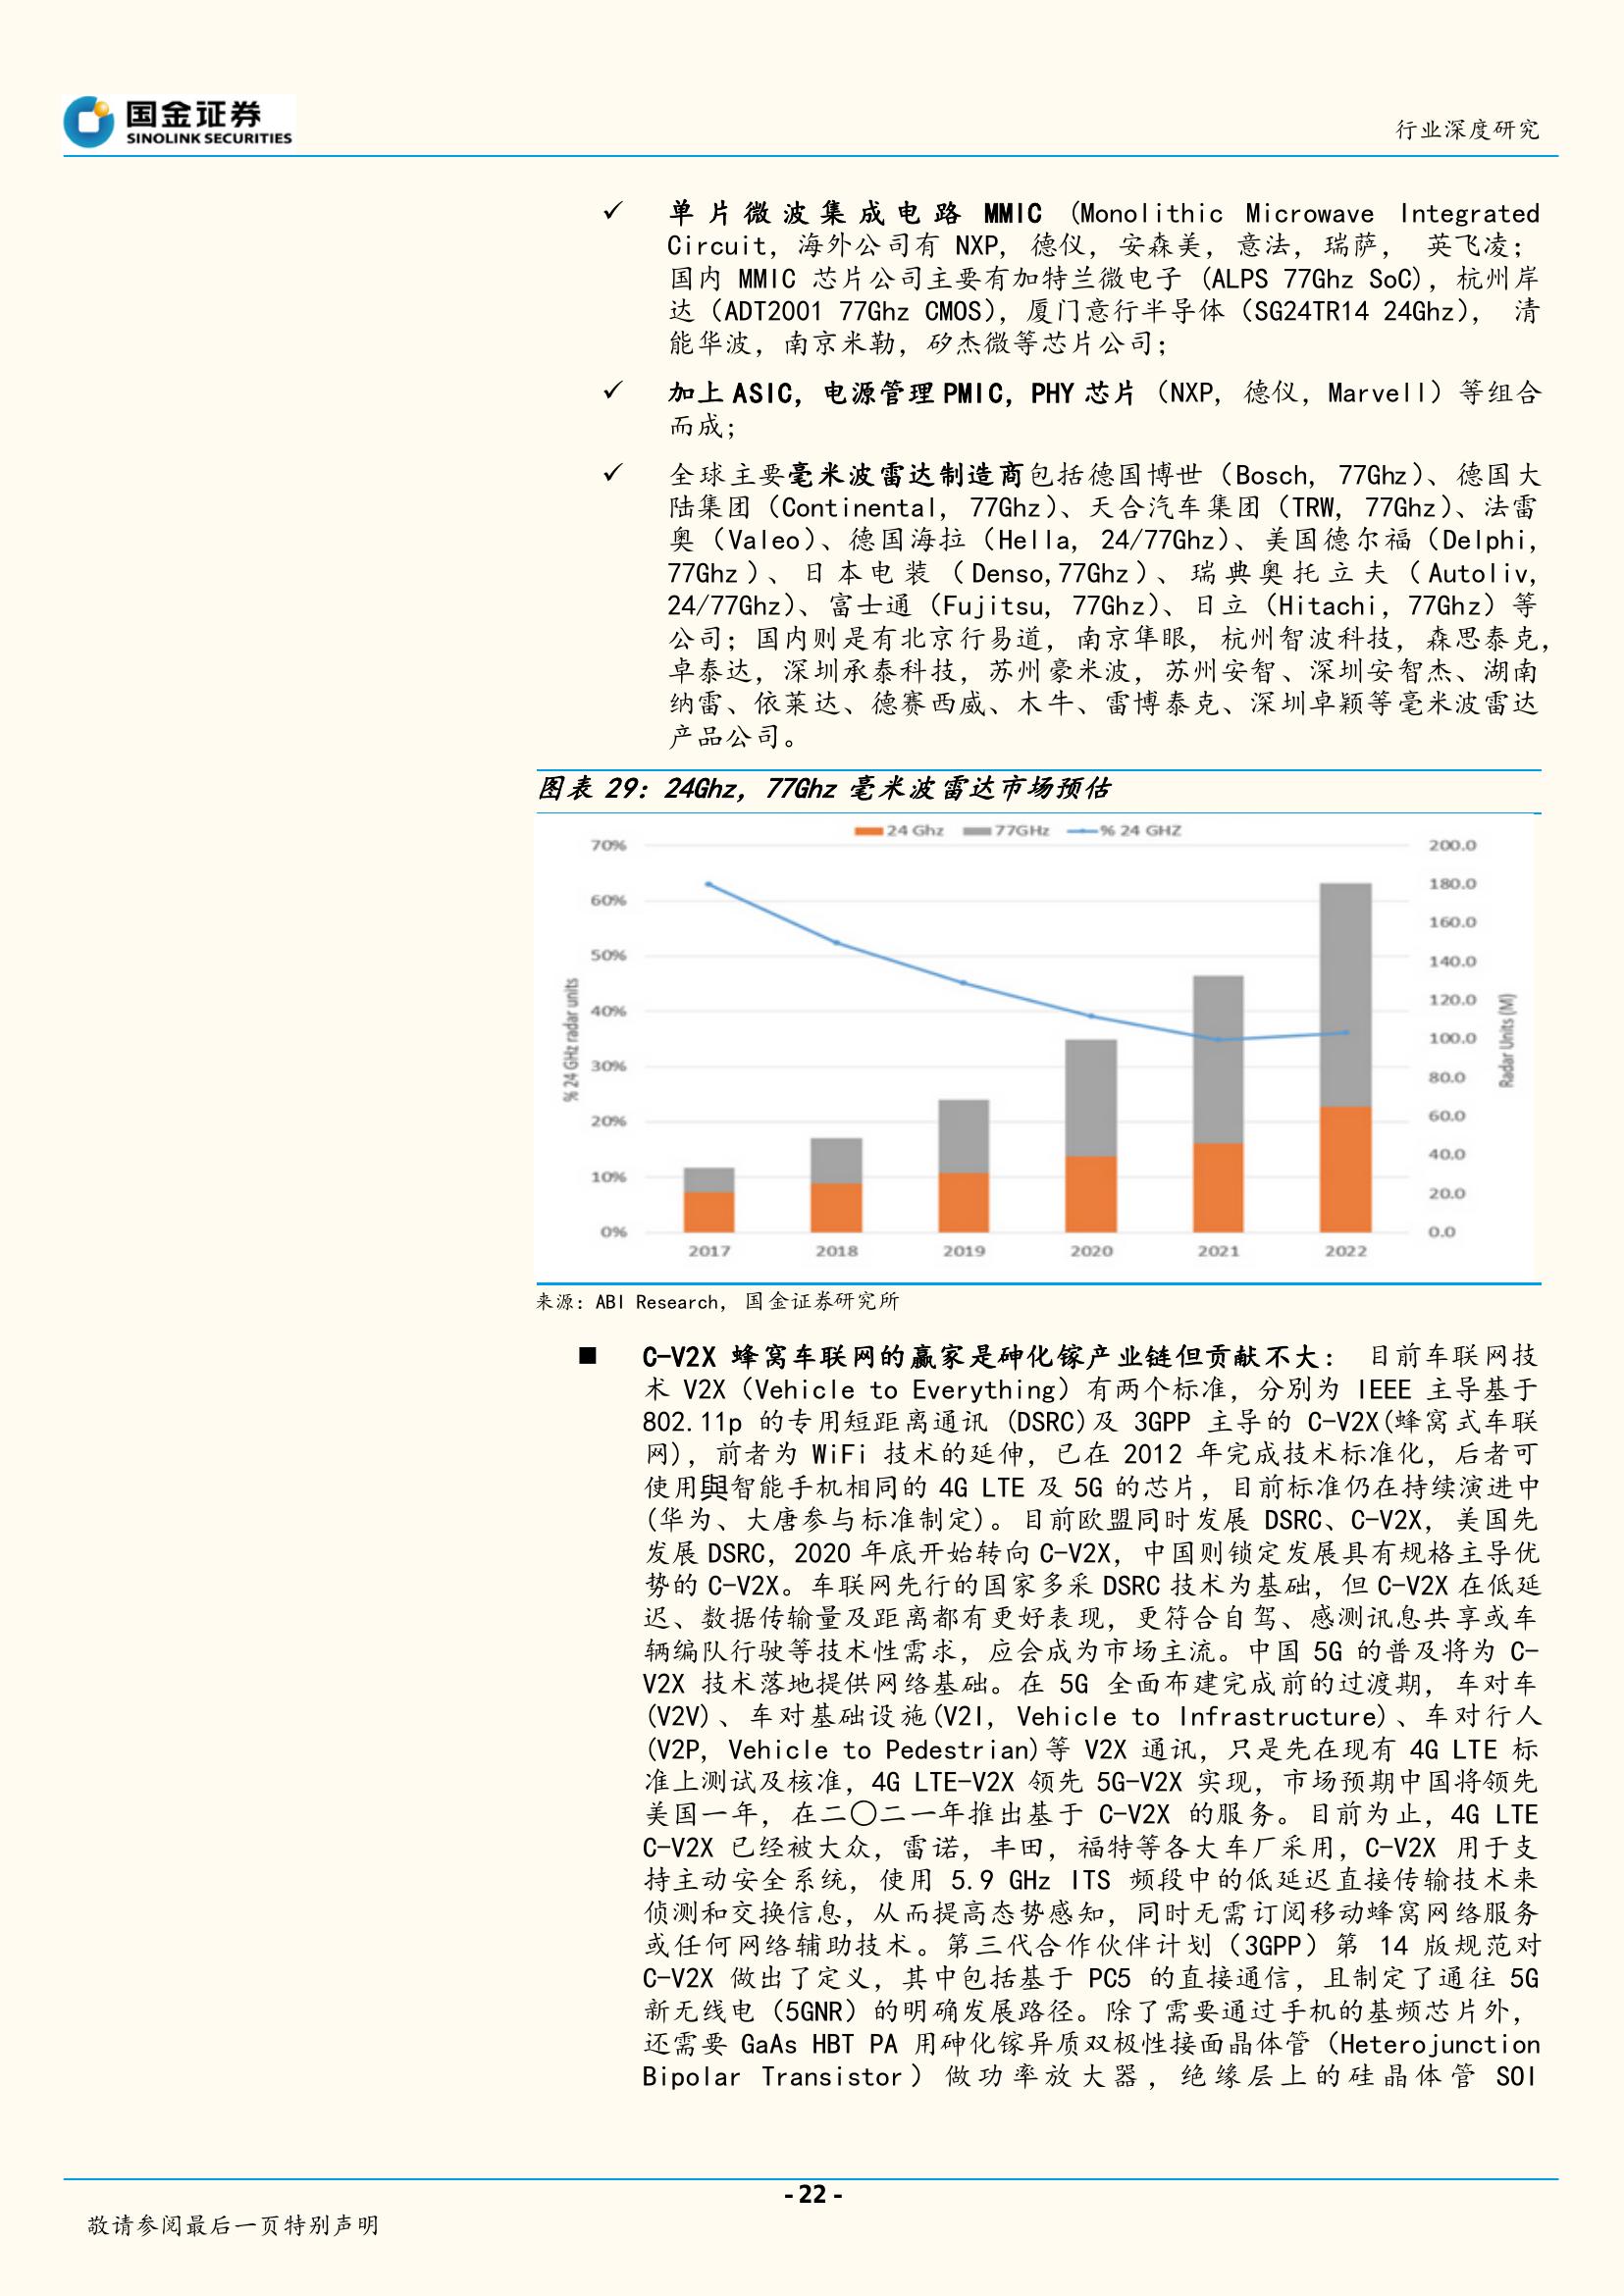 国金证券
SINOLINK SECURITIES
行业深度研究
✓ 单片微波集成电路 MMIC (Monolithic Microwave Integrated
Circuit, 海外公司有 NXP, 德仪, 安森美, 意法, 瑞萨, 英飞凌;
国内 MMIC 芯片公司主要有加特兰微电子 (ALPS 77Ghz SoC), 杭州岸
达 (ADT2001 77Ghz CMOS), 厦门意行半导体 (SG24TR14 24Ghz), 清
能华波, 南京米勒, 矽杰微等芯片公司;
✓ 加上 ASIC, 电源管理 PMIC, PHY 芯片 (NXP, 德仪, Marvell) 等组合
而成;
✓ 全球主要毫米波雷达制造商包括德国博世 (Bosch, 77Ghz)、德国大
陆集团 (Continental, 77Ghz)、天合汽车集团 (TRW, 77Ghz)、法雷
奥 (Valeo)、德国海拉 (Hella, 24/77Ghz)、美国德尔福 (Delphi,
77Ghz)、日本电装 (Denso,77Ghz)、瑞典奥托立夫 (Autoliv,
24/77Ghz)、富士通 (Fujitsu, 77Ghz)、日立 (Hitachi, 77Ghz) 等
公司; 国内则是有北京行易道, 南京隼眼, 杭州智波科技, 森思泰克,
卓泰达, 深圳承泰科技, 苏州豪米波, 苏州安智、深圳安智杰、湖南
纳雷、依莱达、德赛西威、木牛、雷博泰克、深圳卓颖等毫米波雷达
产品公司。
图表 29: 24Ghz, 77Ghz 毫米波雷达市场预估
24 Ghz 77GHz % 24 GHZ
70% 200.0
180.0
60%
160.0
50%
140.0
120.0
40%
100.0
30%
80.0
20%
60.0
40.0
10%
20.0
0% 0.0
% 24 GHz radar units
Radar Units (M)
2017 2018 2019 2020 2021 2022
来源: ABI Research, 国金证券研究所
■ C-V2X 蜂窝车联网的赢家是砷化镓产业链但贡献不大: 目前车联网技
术 V2X (Vehicle to Everything) 有两个标准, 分別为 IEEE 主导基于
802.11p 的专用短距离通讯 (DSRC)及 3GPP 主导的 C-V2X(蜂窝式车联
网), 前者为 WiFi 技术的延伸, 已在 2012 年完成技术标准化, 后者可
使用與智能手机相同的 4G LTE 及 5G 的芯片, 目前标准仍在持续演进中
(华为、大唐参与标准制定)。目前欧盟同时发展 DSRC、C-V2X, 美国先
发展 DSRC, 2020 年底开始转向 C-V2X, 中国则锁定发展具有规格主导优
势的 C-V2X。车联网先行的国家多采 DSRC 技术为基础, 但 C-V2X 在低延
迟、数据传输量及距离都有更好表现, 更符合自驾、感测讯息共享或车
辆编队行驶等技术性需求, 应会成为市场主流。中国 5G 的普及将为 C-
V2X 技术落地提供网络基础。在 5G 全面布建完成前的过渡期, 车对车
(V2V)、车对基础设施(V2I, Vehicle to Infrastructure)、车对行人
(V2P, Vehicle to Pedestrian)等 V2X 通讯, 只是先在现有 4G LTE 标
准上测试及核准, 4G LTE-V2X 领先 5G-V2X 实现, 市场预期中国将领先
美国一年, 在二〇二一年推出基于 C-V2X 的服务。目前为止, 4G LTE
C-V2X 已经被大众, 雷诺, 丰田, 福特等各大车厂采用, C-V2X 用于支
持主动安全系统, 使用 5.9 GHz ITS 频段中的低延迟直接传输技术来
侦测和交换信息, 从而提高态势感知, 同时无需订阅移动蜂窝网络服务
或任何网络辅助技术。第三代合作伙伴计划 (3GPP) 第 14 版规范对
C-V2X 做出了定义, 其中包括基于 PC5 的直接通信, 且制定了通往 5G
新无线电 (5GNR) 的明确发展路径。除了需要通过手机的基频芯片外,
还需要 GaAs HBT PA 用砷化镓异质双极性接面晶体管 (Heterojunction
Bipolar Transistor) 做功率放大器, 绝缘层上的硅晶体管 SOI
- 22 -
敬请参阅最后一页特别声明